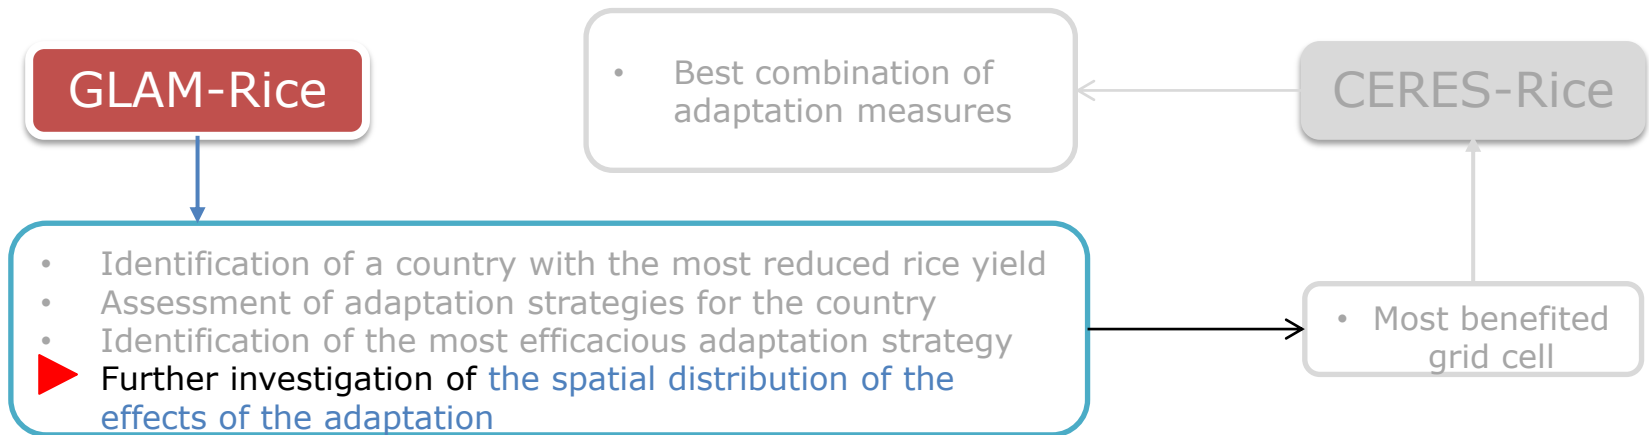 GLAM-Rice
• Best combination of
adaptation measures
CERES-Rice
• Identification of a country with the most reduced rice yield
• Assessment of adaptation strategies for the country
• Identification of the most efficacious adaptation strategy
Further investigation of the spatial distribution of the
effects of the adaptation
• Most benefited
grid cell